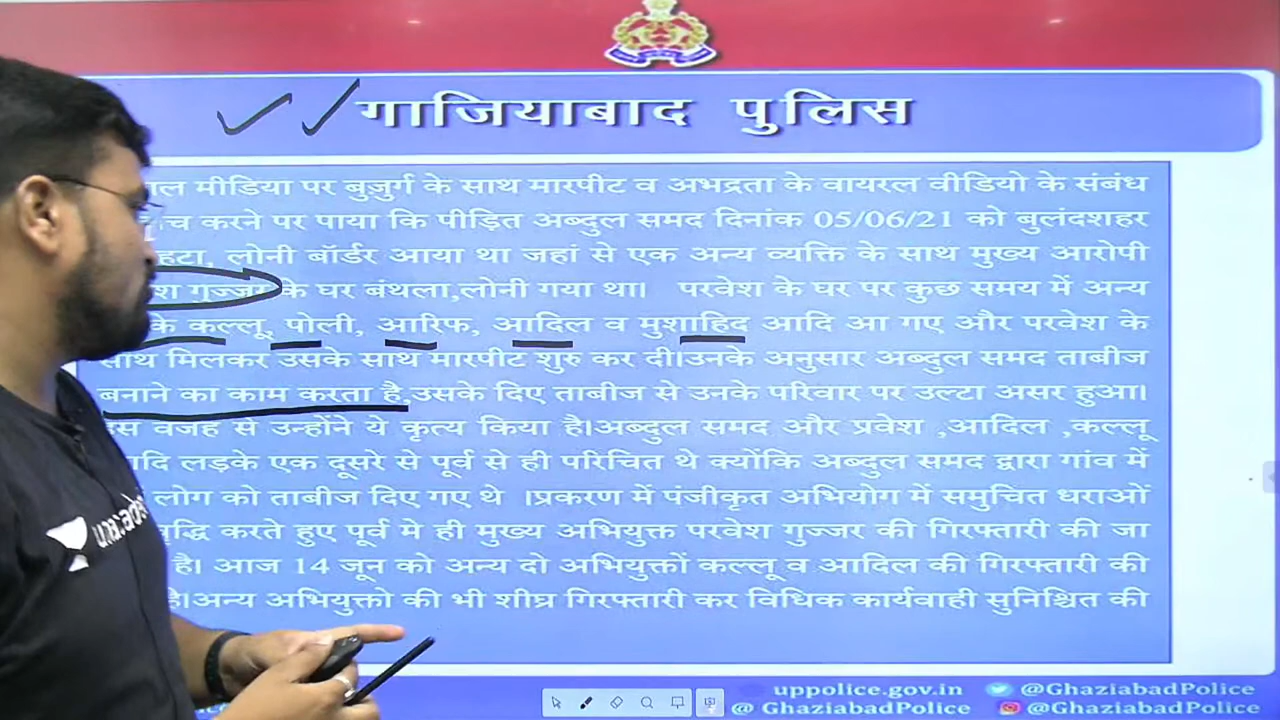 गाजियाबाद पुलिस
मीडिया पर बुज़ुर्ग के साथ मारपीट व अभद्रता के वायरल वीडियो के संबंध
करने पर पाया कि पीड़ित अब्दुल समद दिनांक 05/06/21 को बुलंदशहर
लोनी बॉर्डर आया था जहां से एक अन्य व्यक्ति के साथ मुख्य आरोपी
गुज्जर के घर बंथला,लोनी गया था। परवेश के घर पर कुछ समय में अन्य
कल्लू, पोली, आरिफ, आदिल व मुशाहिद आदि आ गए और परवेश के
साथ मिलकर उसके साथ मारपीट शुरु कर दी।उनके अनुसार अब्दुल समद ताबीज
बनाने का काम करता है,उसके दिए ताबीज से उनके परिवार पर उल्टा असर हुआ।
इस वजह से उन्होंने ये कृत्य किया है।अब्दुल समद और प्रवेश ,आदिल ,कल्लू
लड़के एक दूसरे से पूर्व से ही परिचित थे क्योंकि अब्दुल समद द्वारा गांव में
लोग को ताबीज दिए गए थे ।प्रकरण में पंजीकृत अभियोग में समुचित धराओं
करते हुए पूर्व मे ही मुख्य अभियुक्त परवेश गुज्जर की गिरफ्तारी की जा
है। आज 14 जून को अन्य दो अभियुक्तों कल्लू व आदिल की गिरफ्तारी की
है।अन्य अभियुक्तो की भी शीघ्र गिरफ्तारी कर विधिक कार्यवाही सुनिश्चित की
unacademy
uppolice.gov.in @GhaziabadPolice
@ GhaziabadPolice @GhaziabadPolice